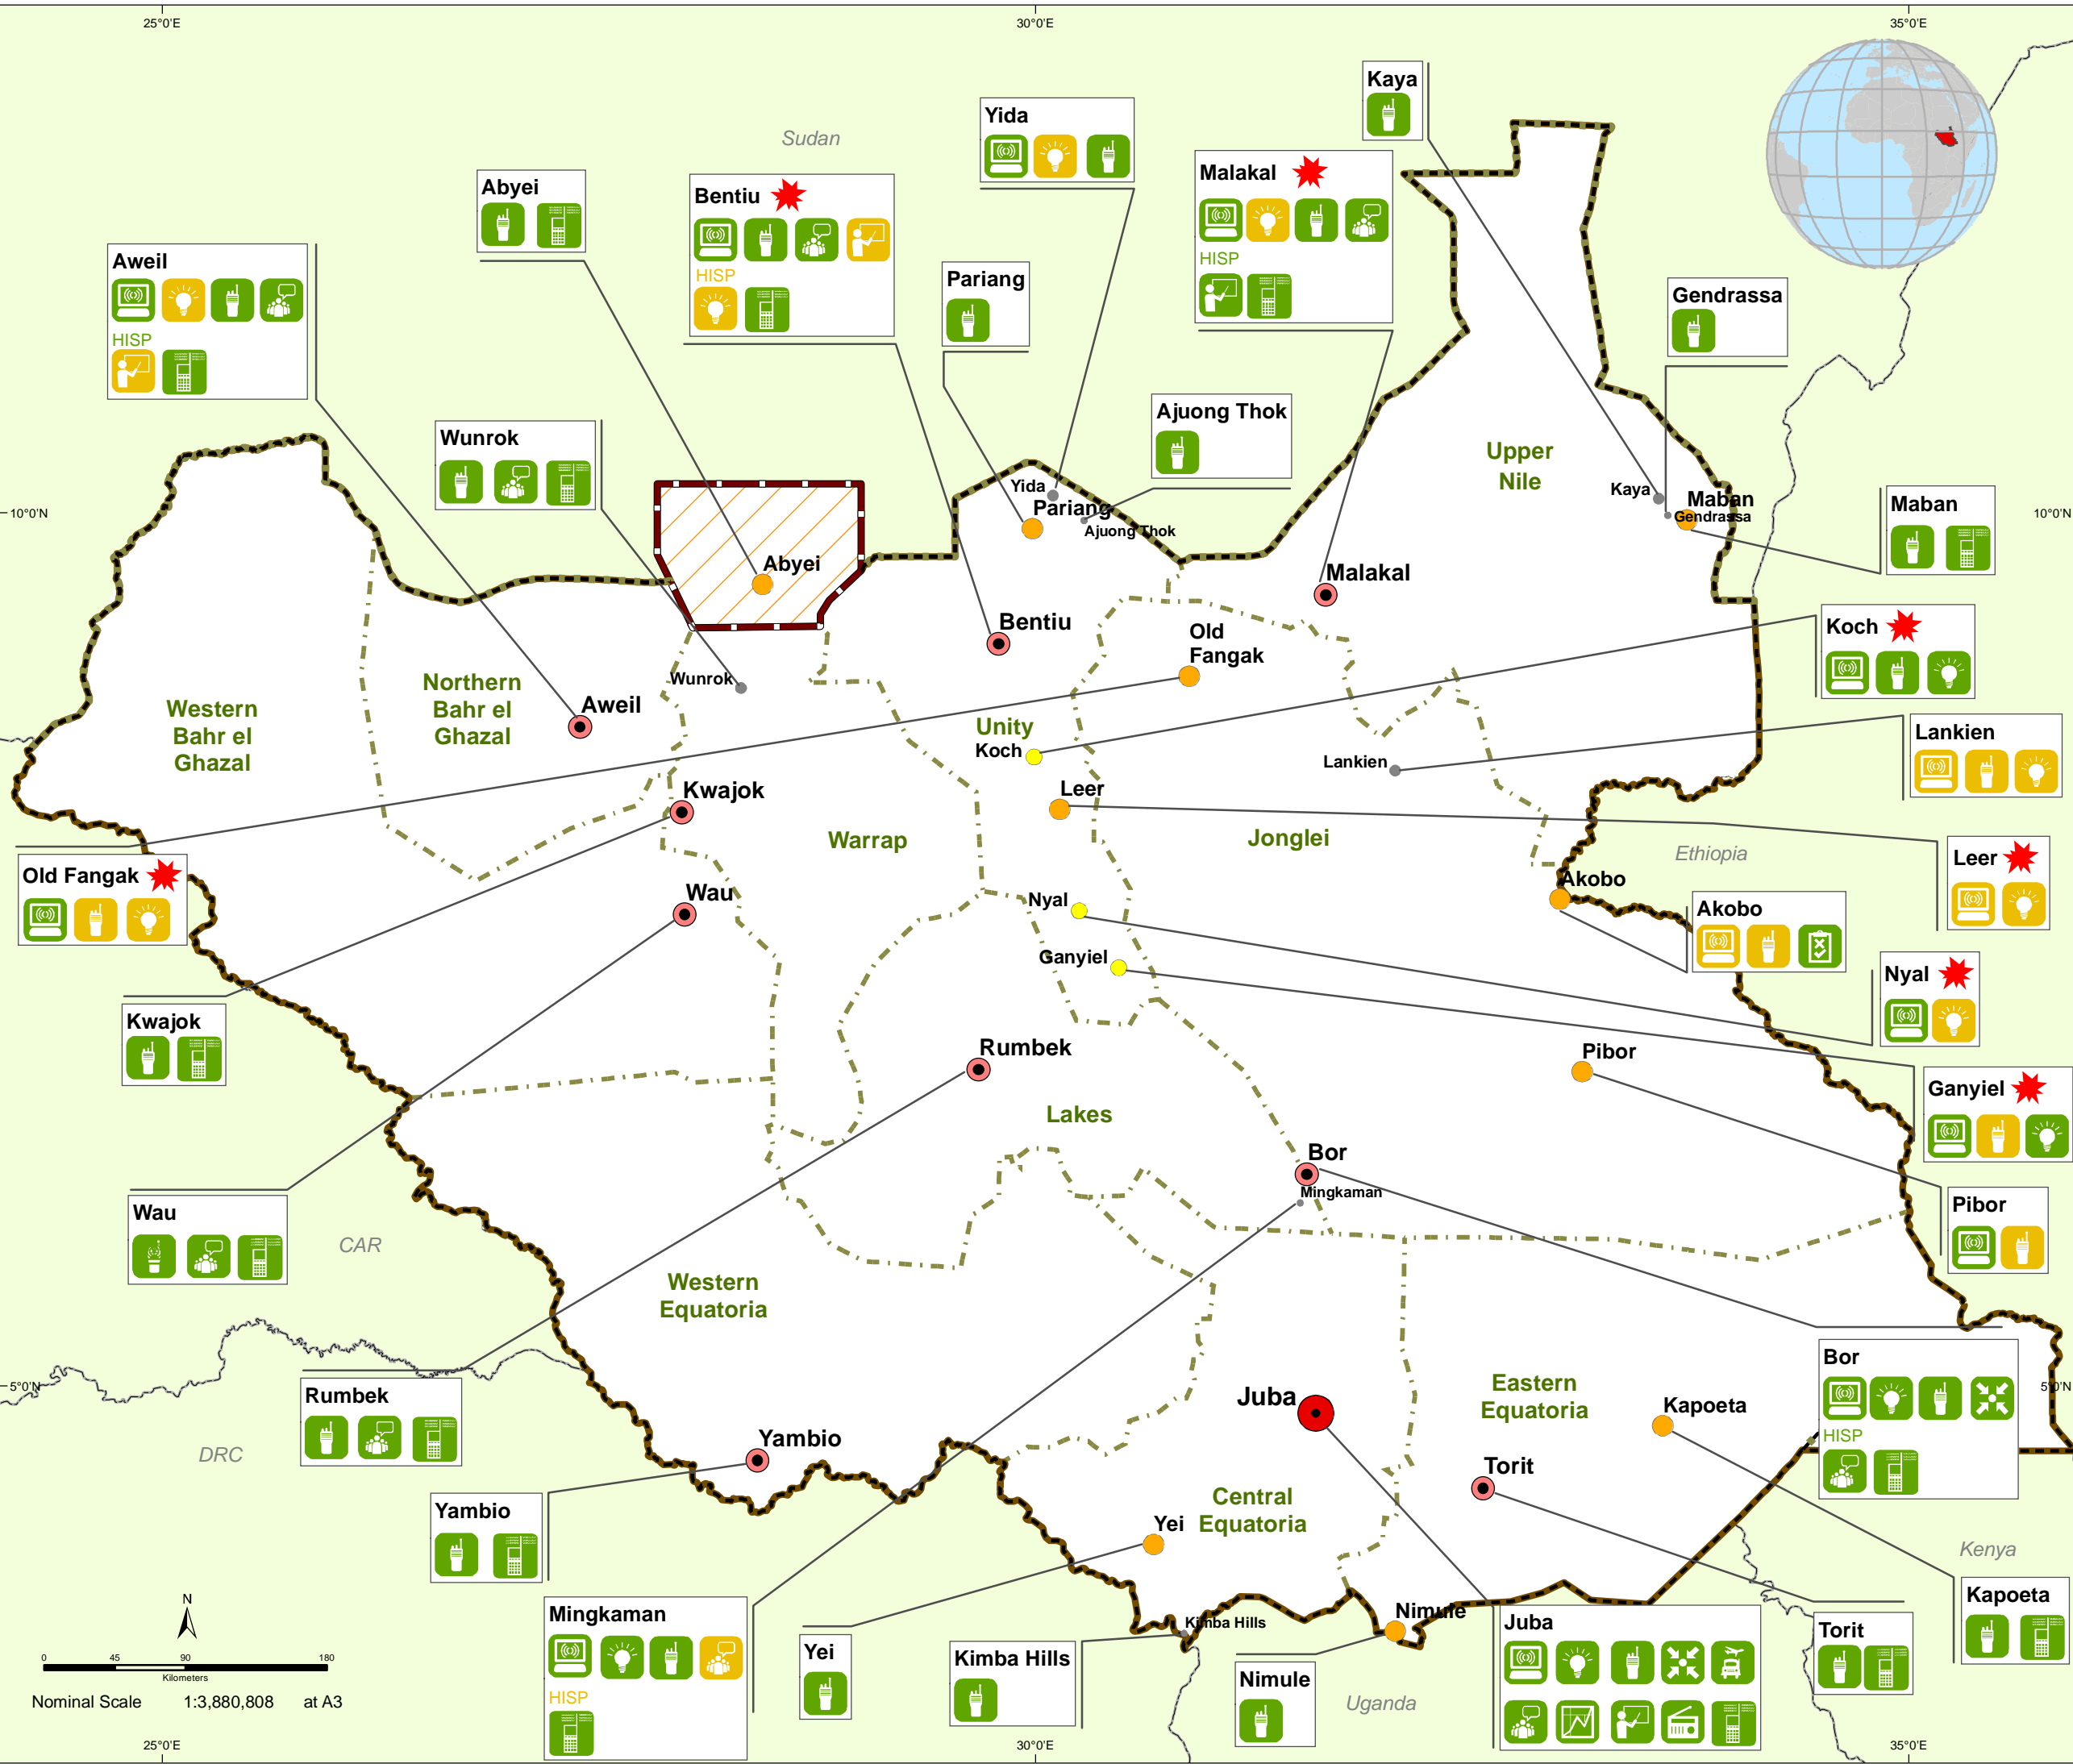 25°0'E
30°0'E
35°0'E
Kaya
Yida
Sudan
Malakal
Abyei
Bentiu
Aweil
HISP
Pariang
HISP
HISP
Gendrassa
Ajuong Thok
Wunrok
Upper
Nile
Yida
Kaya
Maban
Maban
10°0'N
Pariang
Gendrassa
10°0'N
Ajuong Thok
Abyei
Malakal
Bentiu
Old
Fangak
Koch
Wunrok
Northern
Bahr el
Ghazal
Aweil
Western
Bahr el
Ghazal
Unity
Koch
Lankien
Lankien
Kwajok
Leer
Warrap
Jonglei
Ethiopia
Leer
Old Fangak
Akobo
Wau
Nyal
Akobo
Ganyiel
Nyal
Kwajok
Rumbek
Pibor
Ganyiel
Lakes
Bor
Mingkaman
Wau
Pibor
CAR
Western
Equatoria
Bor
HISP
5°0'N
Rumbek
Juba
Eastern
Equatoria
5°0'N
Kapoeta
DRC
Yambio
Torit
Yambio
Central
Equatoria
Yei
Kenya
Kapoeta
N
Mingkaman
HISP
Nimule
Kimba Hills
Juba
Torit
Yei
Kimba Hills
Nimule
Uganda
0 45 90 180
Kilometers
Nominal Scale 1:3,880,808 at A3
25°0'E
30°0'E
35°0'E